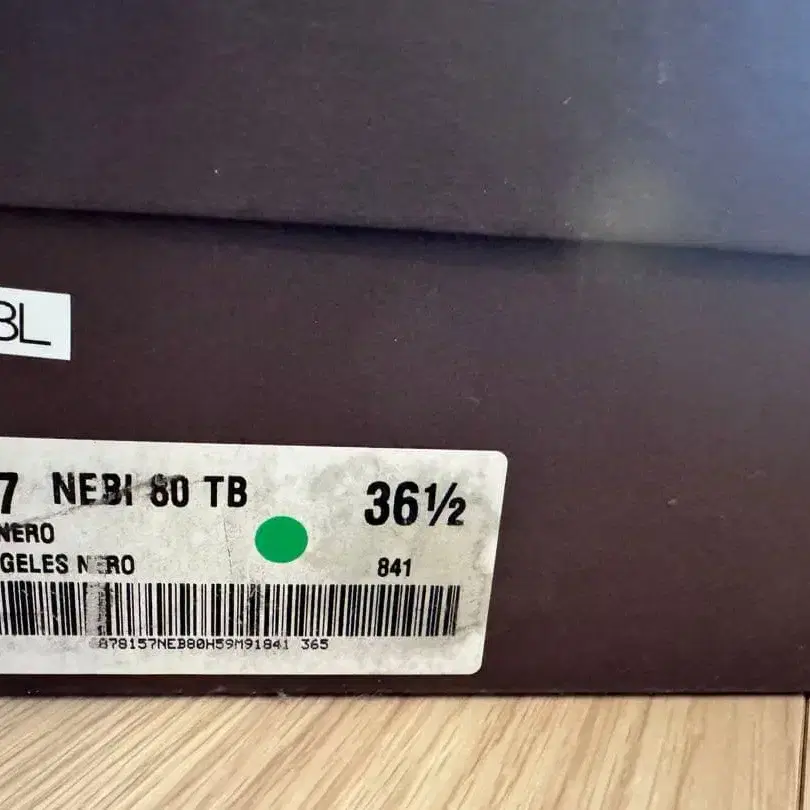 BL
7 NEBI 80 TB 36½
NERO
GELES NERO 841
878157NEB80H59M91841 365